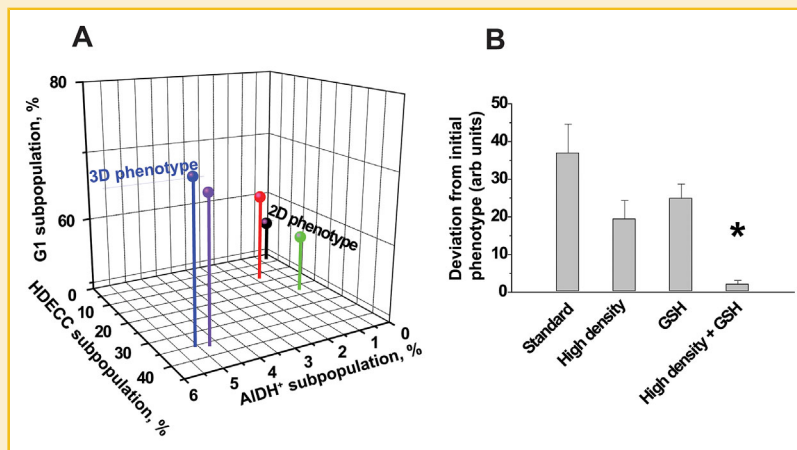 A
G1 subpopulation, %
80
60
3D phenotype
2D phenotype
0
10
20
30
40
HDECC subpopulation, %
6
5
4
3
2
1
0
AlDH⁺ subpopulation, %
B
Deviation from initial
phenotype (arb units)
50
40
30
20
10
0
*
Standard
High density
GSH
High density + GSH